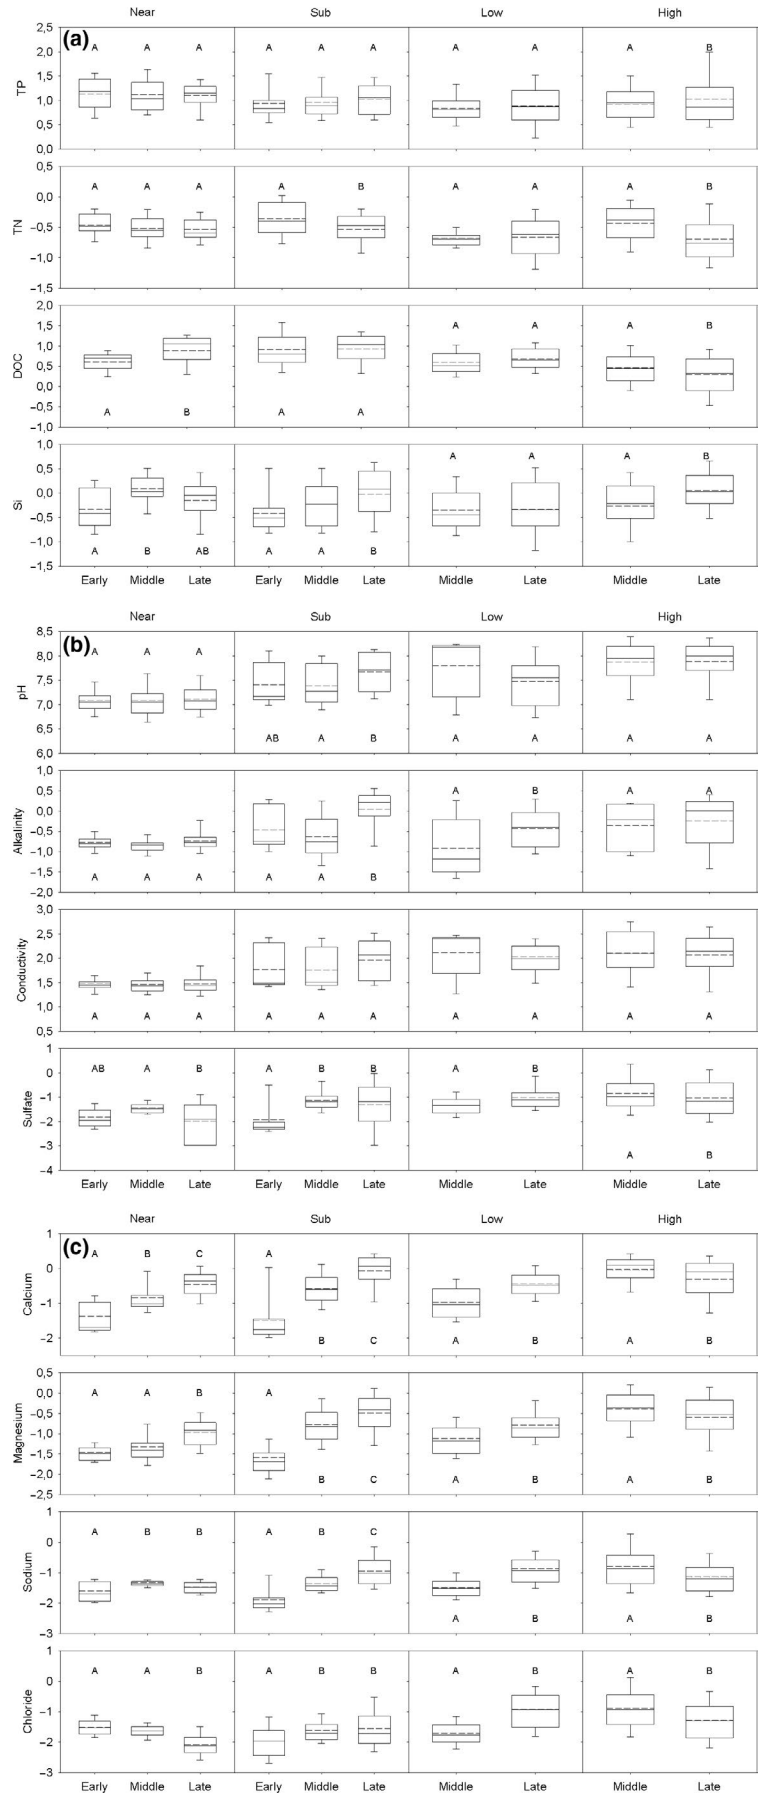 Near Sub Low High
(a)
2,5
2,0
1,5
1,0
0,5
0,0
TP
A A A A A A A A A B
0,5
0,0
−0,5
−1,0
−1,5
TN
A A A A B A A A B
2,0
1,5
1,0
0,5
0,0
−0,5
−1,0
DOC
A A A B
A B A A
1,0
0,5
0,0
−0,5
−1,0
−1,5
Si
A A A B
A B AB A A B
Early Middle Late Early Middle Late Middle Late Middle Late
Near Sub Low High
(b)
8,5
8,0
7,5
7,0
6,5
6,0
pH
A A A
AB A B A A A A
1,0
0,5
0,0
−0,5
−1,0
−1,5
−2,0
Alkalinity
A B A A
A A A A A B
3,0
2,5
2,0
1,5
1,0
0,5
Conductivity
A A A A A A A A A A
1
0
−1
−2
−3
−4
Sulfate
AB A B A B B A B
A B
Early Middle Late Early Middle Late Middle Late Middle Late
Near Sub Low High
(c)
1
0
−1
−2
Calcium
A B C A
B C A B A B
0,5
0,0
−0,5
−1,0
−1,5
−2,0
−2,5
Magnesium
A A B A
B C A B A B
1
0
−1
−2
−3
Sodium
A B B A B C
A B A B
1
0
−1
−2
−3
Chloride
A A B A B B A B A B
Early Middle Late Early Middle Late Middle Late Middle Late